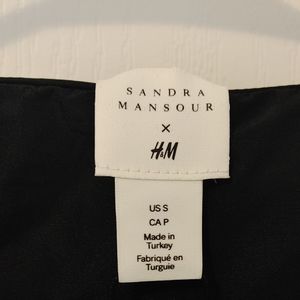 SANDRA
MANSOUR
×
H&M
US S
CA P
Made in
Turkey
Fabriqué en
Turquie